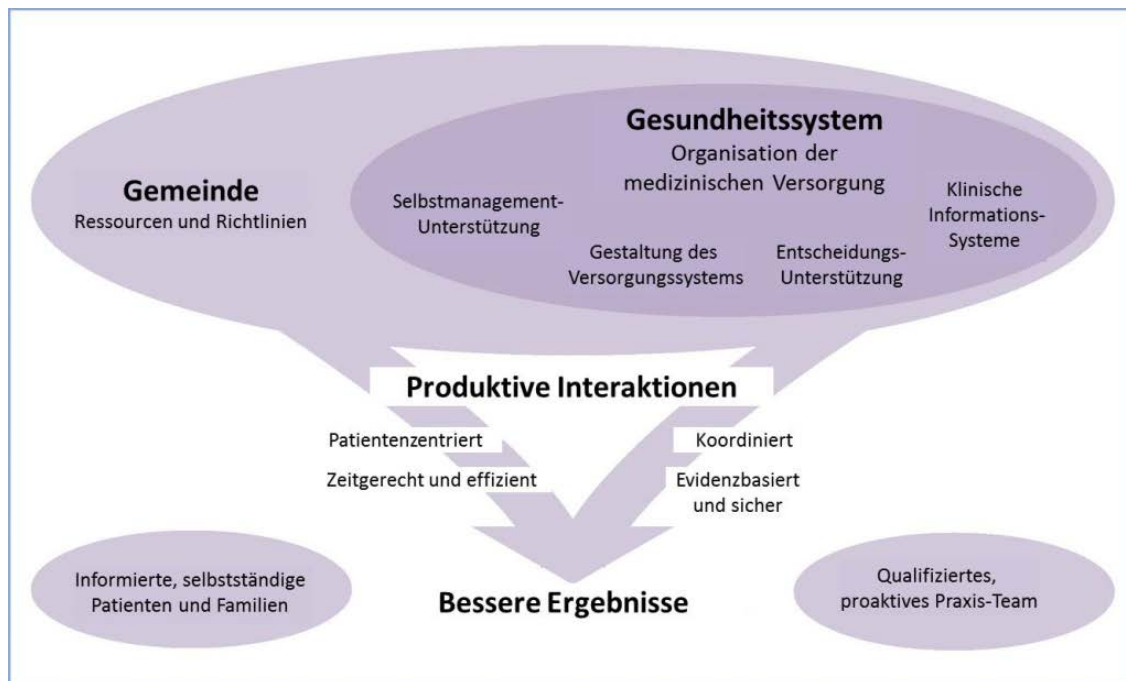 Gesundheitssystem
Organisation der
medizinischen Versorgung
Gemeinde
Ressourcen und Richtlinien
Selbstmanagement-
Unterstützung
Gestaltung des
Versorgungssystems
Entscheidungs-
Unterstützung
Klinische
Informations-
Systeme
Produktive Interaktionen
Patientenzentriert
Zeitgerecht und effizient
Koordiniert
Evidenzbasiert
und sicher
Informierte, selbstständige
Patienten und Familien
Bessere Ergebnisse
Qualifiziertes,
proaktives Praxis-Team